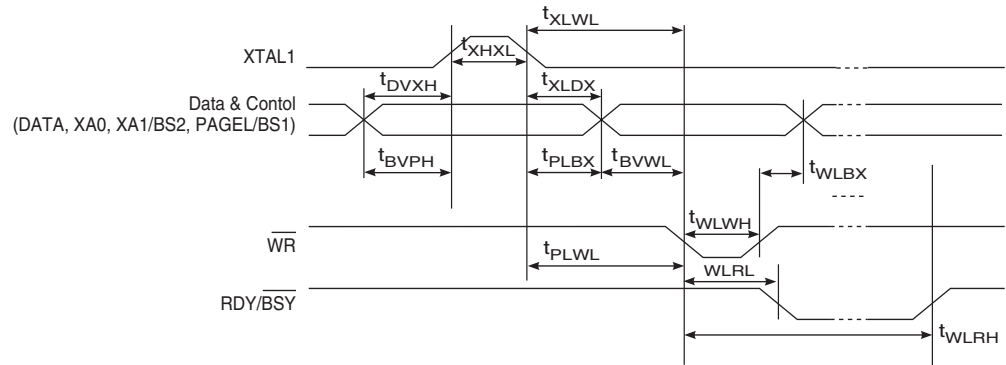 tXLWL
XTAL1
tXHXL
tDVXH
tXLDX
Data & Contol
(DATA, XA0, XA1/BS2, PAGEL/BS1)
tBVPH
tPLBX
tBVWL
tWLBX
tWLWH
WR
tPLWL
WLRL
RDY/BSY
tWLRH